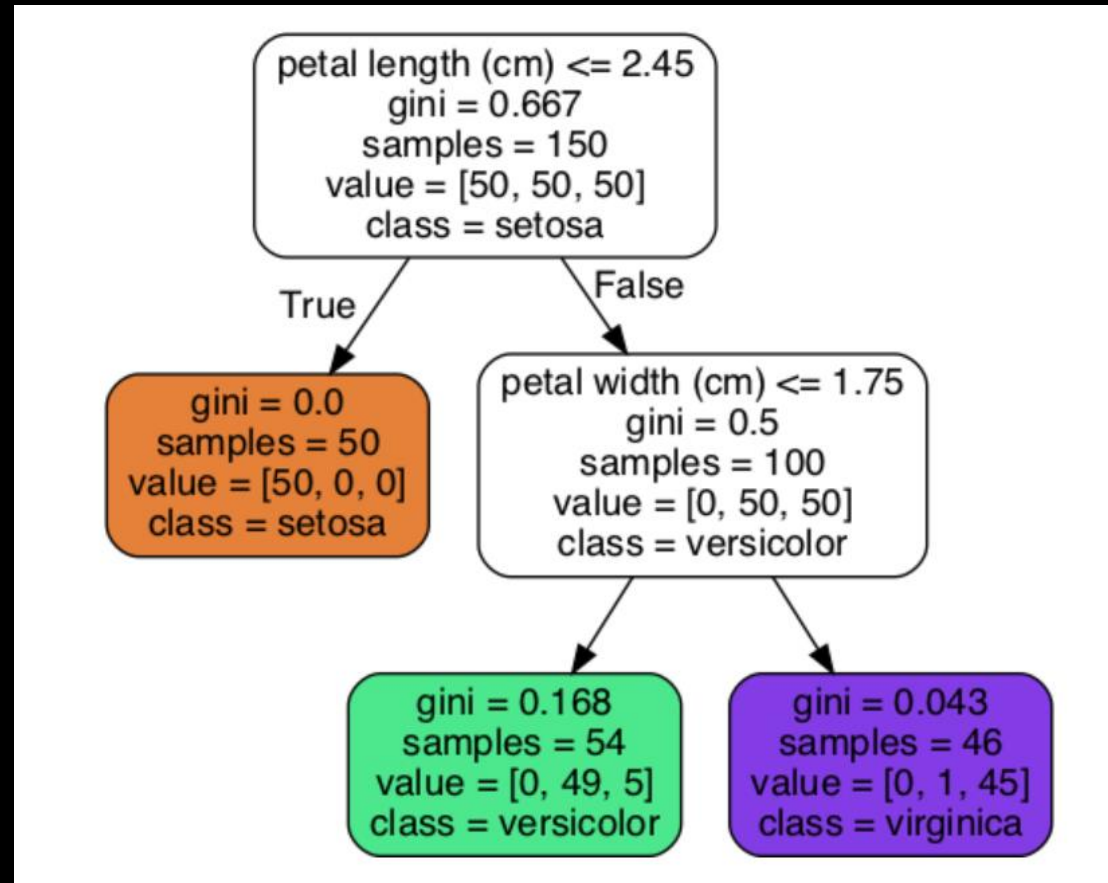 petal length (cm) <= 2.45
gini = 0.667
samples = 150
value = [50, 50, 50]
class = setosa
True
False
gini = 0.0
samples = 50
value = [50, 0, 0]
class = setosa
petal width (cm) <= 1.75
gini = 0.5
samples = 100
value = [0, 50, 50]
class = versicolor
gini = 0.168
samples = 54
value = [0, 49, 5]
class = versicolor
gini = 0.043
samples = 46
value = [0, 1, 45]
class = virginica